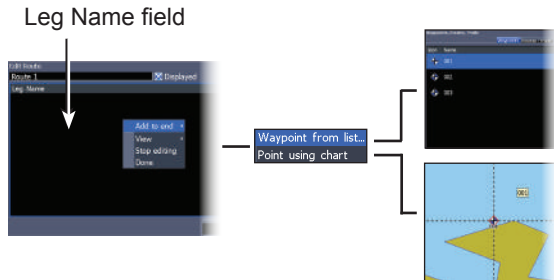 Leg Name field
Edit Route
Route 1
Displayed
Leg Name
Add to end
View
Stop editing
Done
Waypoint from list...
Point using chart
Name
001
002
003
001